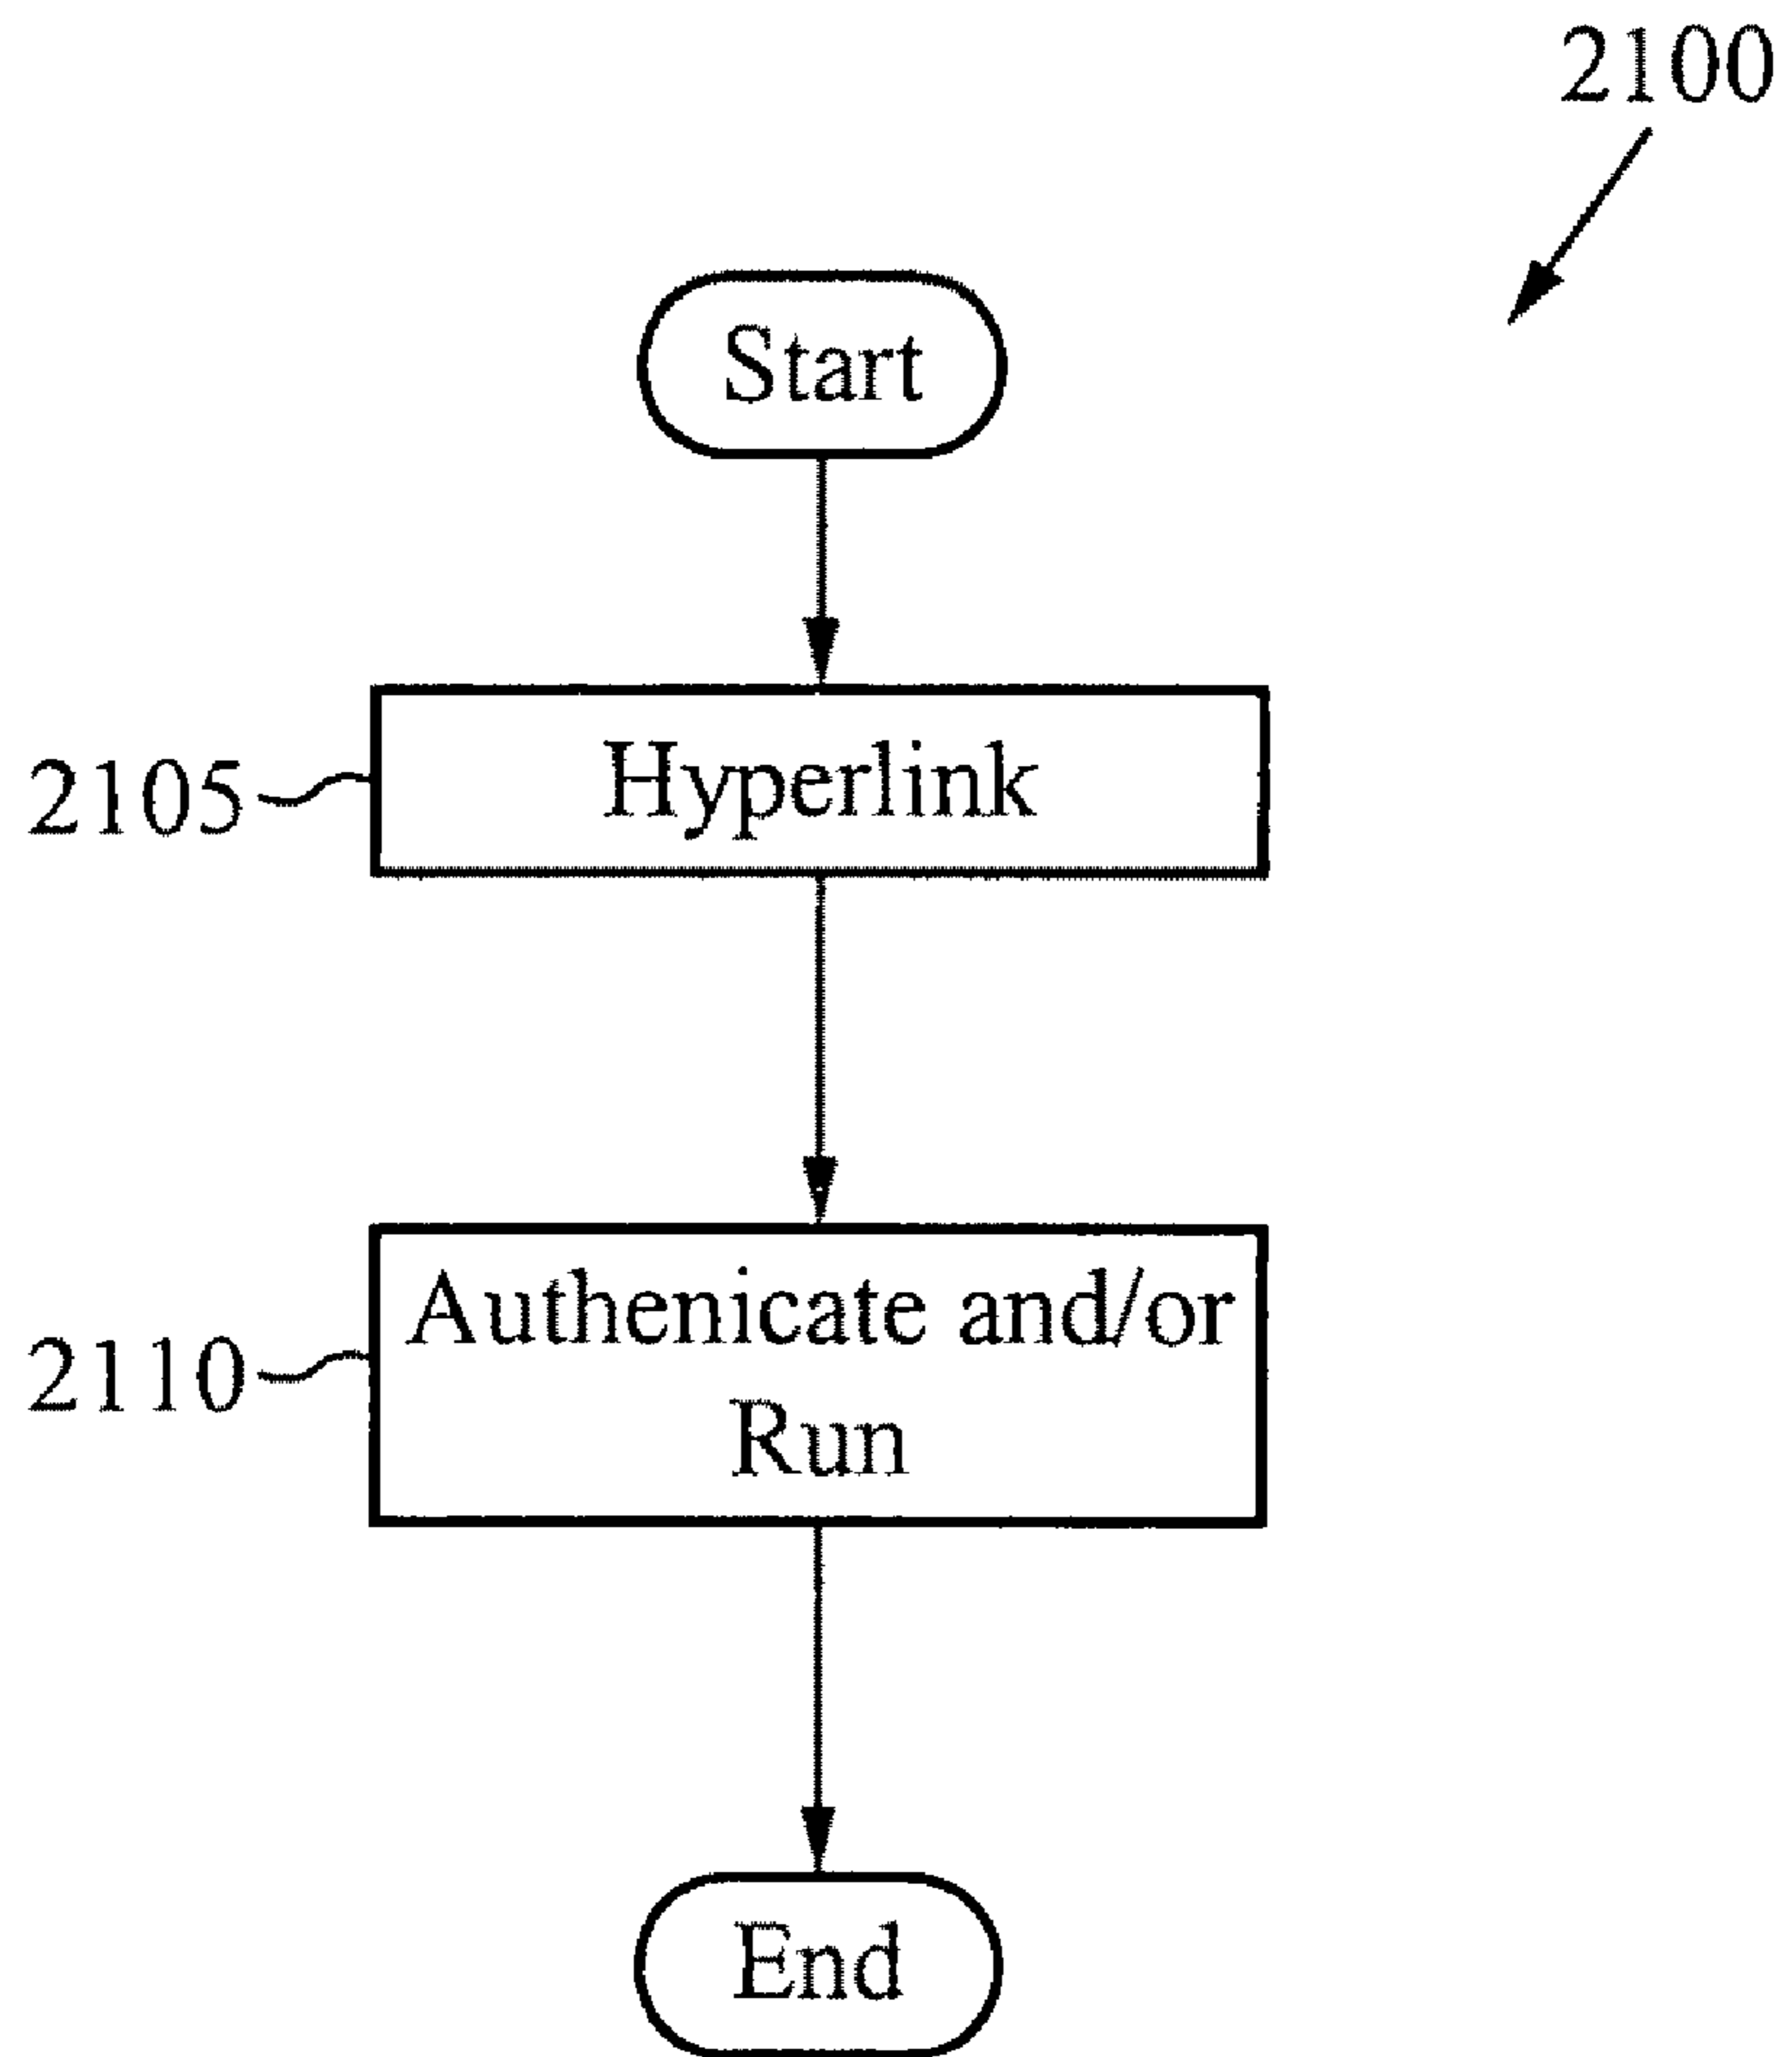 2100
Start
2105
Hyperlink
2110
Authenicate and/or
Run
End